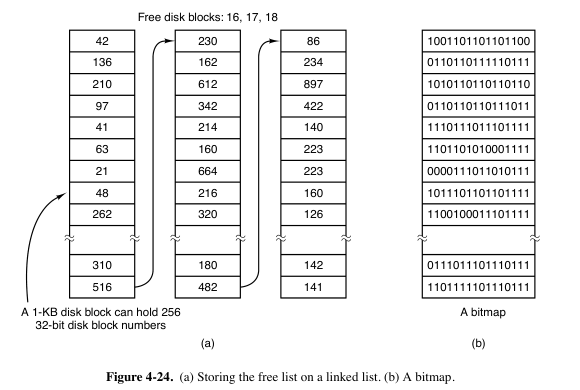 Free disk blocks: 16, 17, 18
42 230 86 1001101101101100
136 162 234 0110110111110111
210 612 897 1010110110110110
97 342 422 0110110110111011
41 214 140 1110111011101111
63 160 223 1101101010001111
21 664 223 0000111011010111
48 216 160 1011101101101111
262 320 126 1100100011101111
310 180 142 0111011101110111
516 482 141 1101111101110111
A 1-KB disk block can hold 256
32-bit disk block numbers
A bitmap
(a) (b)
Figure 4-24. (a) Storing the free list on a linked list. (b) A bitmap.